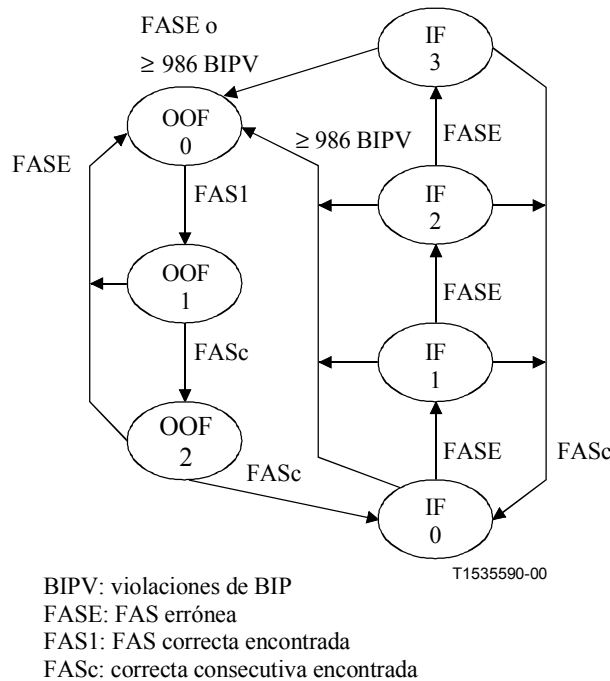 FASE o
≥ 986 BIPV
IF
3
OOF
0
≥ 986 BIPV
FASE
FASE
FAS1
IF
2
OOF
1
FASE
FASc
IF
1
OOF
2
FASE
FASc
FASc
IF
0
T1535590-00
BIPV: violaciones de BIP
FASE: FAS errónea
FAS1: FAS correcta encontrada
FASc: correcta consecutiva encontrada